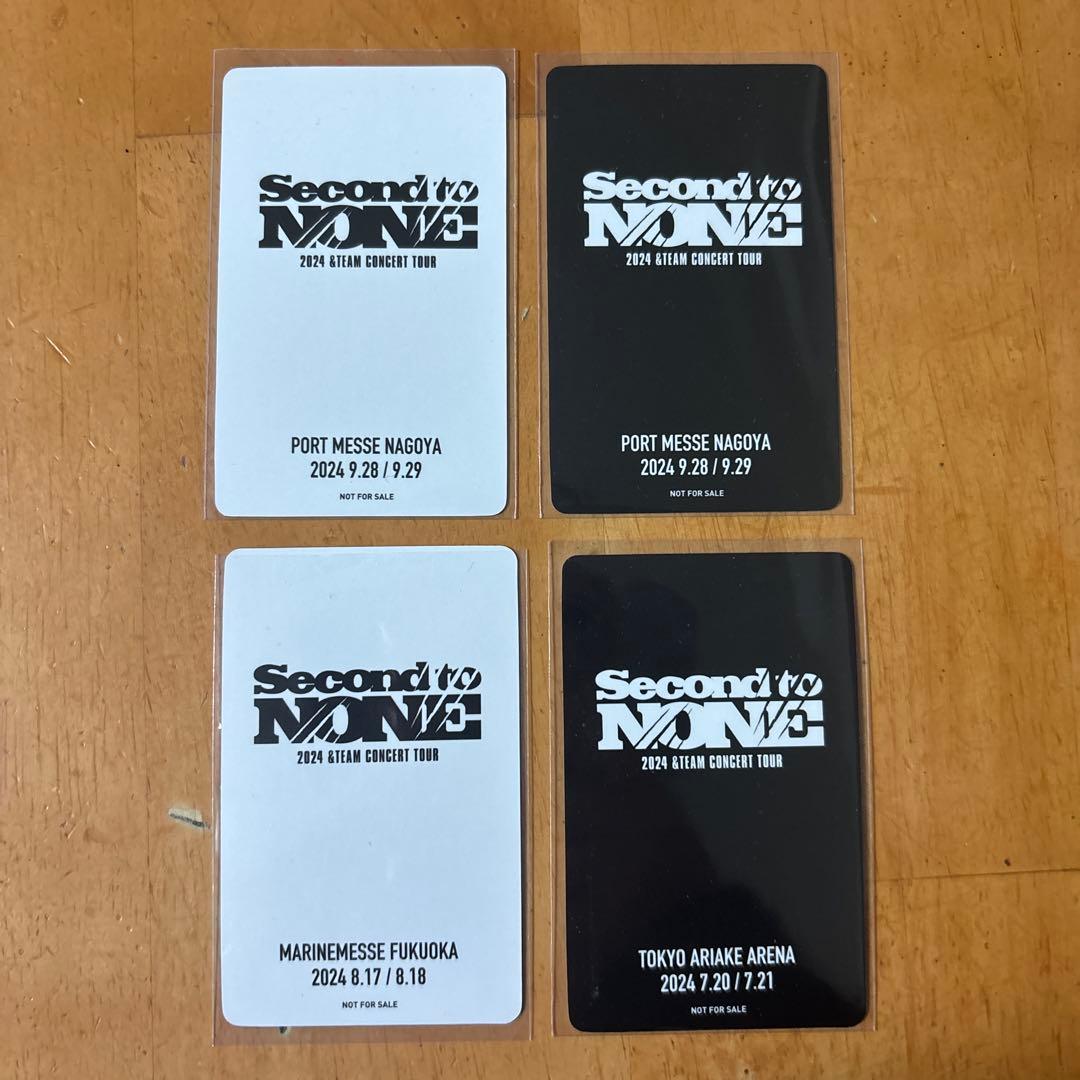 Second to
NONE
2024 &TEAM CONCERT TOUR
PORT MESSE NAGOYA
2024 9.28 / 9.29
NOT FOR SALE
Second to
NONE
2024 &TEAM CONCERT TOUR
PORT MESSE NAGOYA
2024 9.28 / 9.29
NOT FOR SALE
Second to
NONE
2024 &TEAM CONCERT TOUR
MARINEMESSE FUKUOKA
2024 8.17 / 8.18
NOT FOR SALE
Second to
NONE
2024 &TEAM CONCERT TOUR
TOKYO ARIAKE ARENA
2024 7.20 / 7.21
NOT FOR SALE